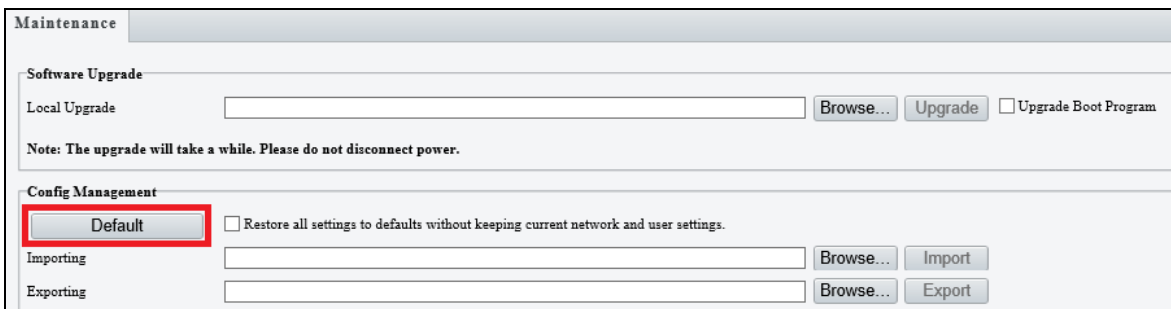 Maintenance
Software Upgrade
Local Upgrade Browse... Upgrade Upgrade Boot Program
Note: The upgrade will take a while. Please do not disconnect power.
Config Management
Default Restore all settings to defaults without keeping current network and user settings.
Importing Browse... Import
Exporting Browse... Export